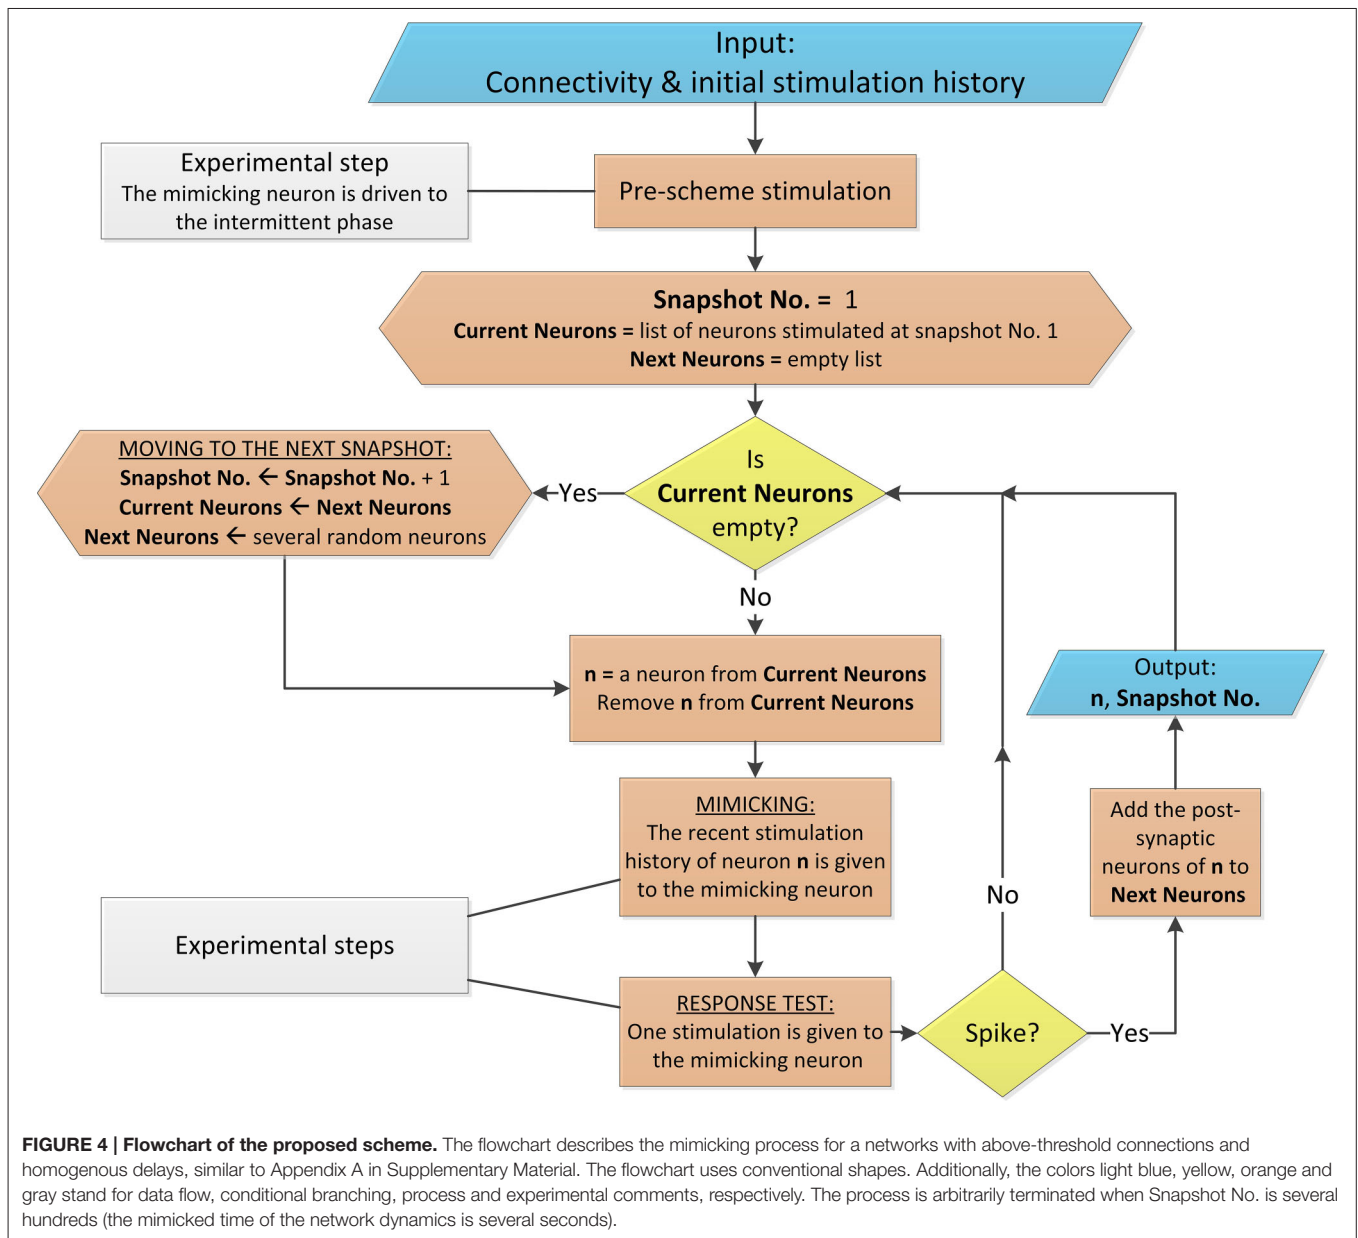 Input:
Connectivity & initial stimulation history
Experimental step
The mimicking neuron is driven to
the intermittent phase
Pre-scheme stimulation
Snapshot No. = 1
Current Neurons = list of neurons stimulated at snapshot No. 1
Next Neurons = empty list
MOVING TO THE NEXT SNAPSHOT:
Snapshot No. ← Snapshot No. + 1
Current Neurons ← Next Neurons
Next Neurons ← several random neurons
Yes
Is
Current Neurons
empty?
No
n = a neuron from Current Neurons
Remove n from Current Neurons
Output:
n, Snapshot No.
MIMICKING:
The recent stimulation
history of neuron n is given
to the mimicking neuron
Add the post-
synaptic
neurons of n to
Next Neurons
No
Experimental steps
RESPONSE TEST:
One stimulation is given to
the mimicking neuron
Spike?
Yes
FIGURE 4 | Flowchart of the proposed scheme. The flowchart describes the mimicking process for a networks with above-threshold connections and
homogenous delays, similar to Appendix A in Supplementary Material. The flowchart uses conventional shapes. Additionally, the colors light blue, yellow, orange and
gray stand for data flow, conditional branching, process and experimental comments, respectively. The process is arbitrarily terminated when Snapshot No. is several
hundreds (the mimicked time of the network dynamics is several seconds).